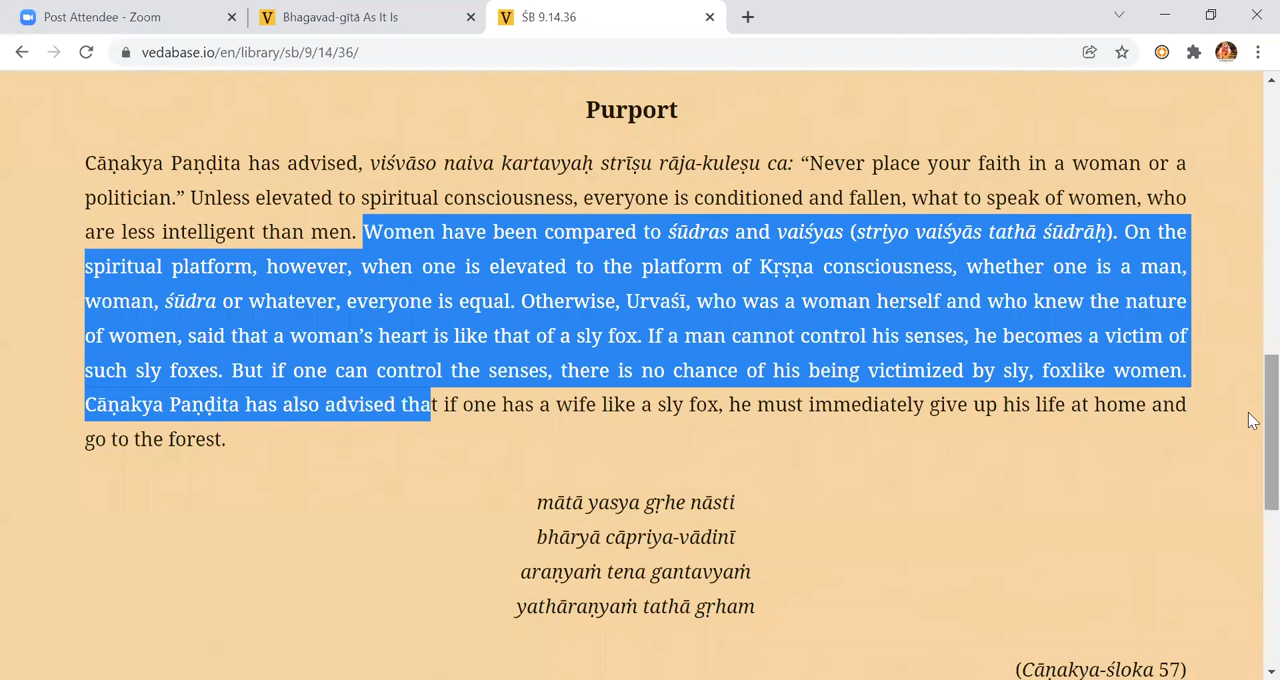 Post Attendee - Zoom
Bhagavad-gītā As It Is
ŚB 9.14.36
vedabase.io/en/library/sb/9/14/36/
Purport
Cāṇakya Paṇḍita has advised, viśvāso naiva kartavyaḥ strīṣu rāja-kuleṣu ca: “Never place your faith in a woman or a
politician.” Unless elevated to spiritual consciousness, everyone is conditioned and fallen, what to speak of women, who
are less intelligent than men. Women have been compared to śūdras and vaiśyas (striyo vaiśyās tathā śūdrāḥ). On the
spiritual platform, however, when one is elevated to the platform of Kṛṣṇa consciousness, whether one is a man,
woman, śūdra or whatever, everyone is equal. Otherwise, Urvaśī, who was a woman herself and who knew the nature
of women, said that a woman’s heart is like that of a sly fox. If a man cannot control his senses, he becomes a victim of
such sly foxes. But if one can control the senses, there is no chance of his being victimized by sly, foxlike women.
Cāṇakya Paṇḍita has also advised that if one has a wife like a sly fox, he must immediately give up his life at home and
go to the forest.
mātā yasya gṛhe nāsti
bhāryā cāpriya-vādinī
araṇyaṁ tena gantavyaṁ
yathāraṇyaṁ tathā gṛham
(Cāṇakya-śloka 57)